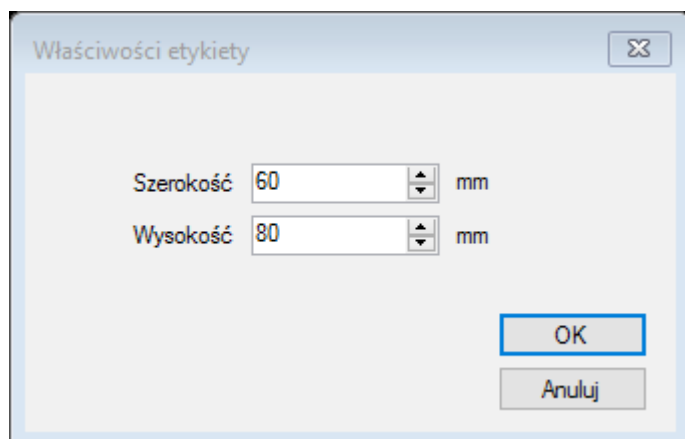 Właściwości etykiety
Szerokość 60 mm
Wysokość 80 mm
OK
Anuluj